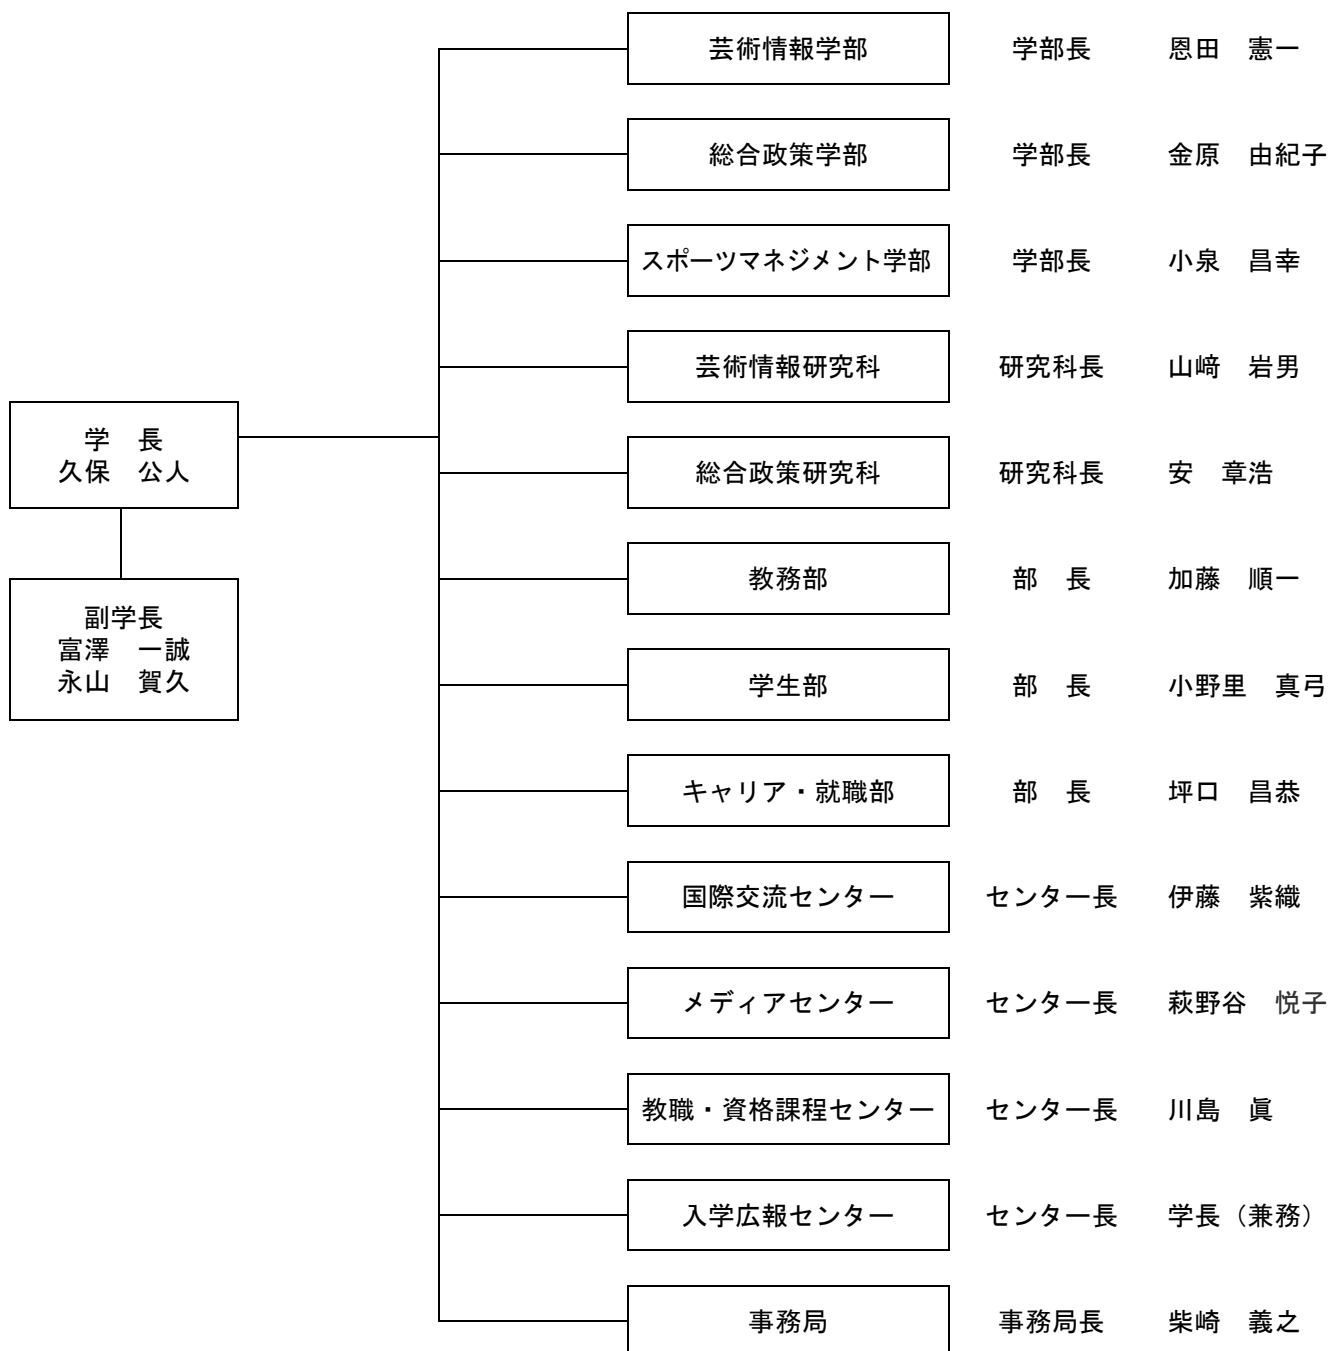 芸術情報学部　学部長　恩田　憲一
総合政策学部　学部長　金原　由紀子
スポーツマネジメント学部　学部長　小泉　昌幸
芸術情報研究科　研究科長　山﨑　岩男
学　長
久保　公人
総合政策研究科　研究科長　安　章浩
副学長
富澤　一誠
永山　賀久
教務部　部　長　加藤　順一
学生部　部　長　小野里　真弓
キャリア・就職部　部　長　坪口　昌恭
国際交流センター　センター長　伊藤　紫織
メディアセンター　センター長　萩野谷　悦子
教職・資格課程センター　センター長　川島　眞
入学広報センター　センター長　学長（兼務）
事務局　事務局長　柴崎　義之